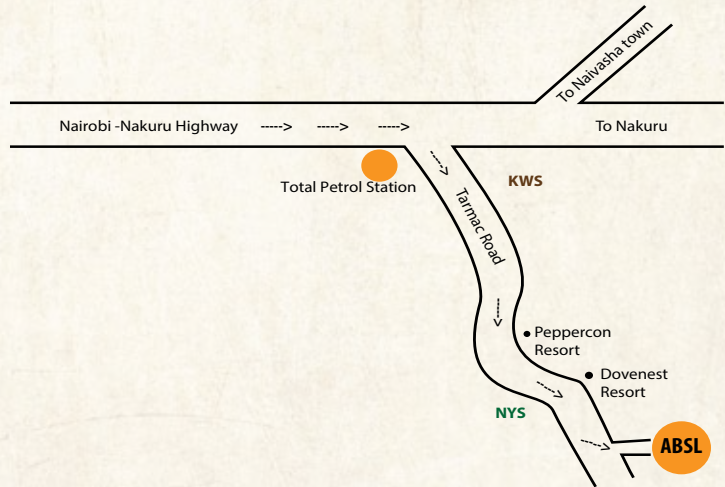 To Naivasha town
Nairobi -Nakuru Highway -----> -----> ----->
To Nakuru
Total Petrol Station
KWS
Tarmac Road
Peppercon
Resort
Dovenest
Resort
NYS
ABSL